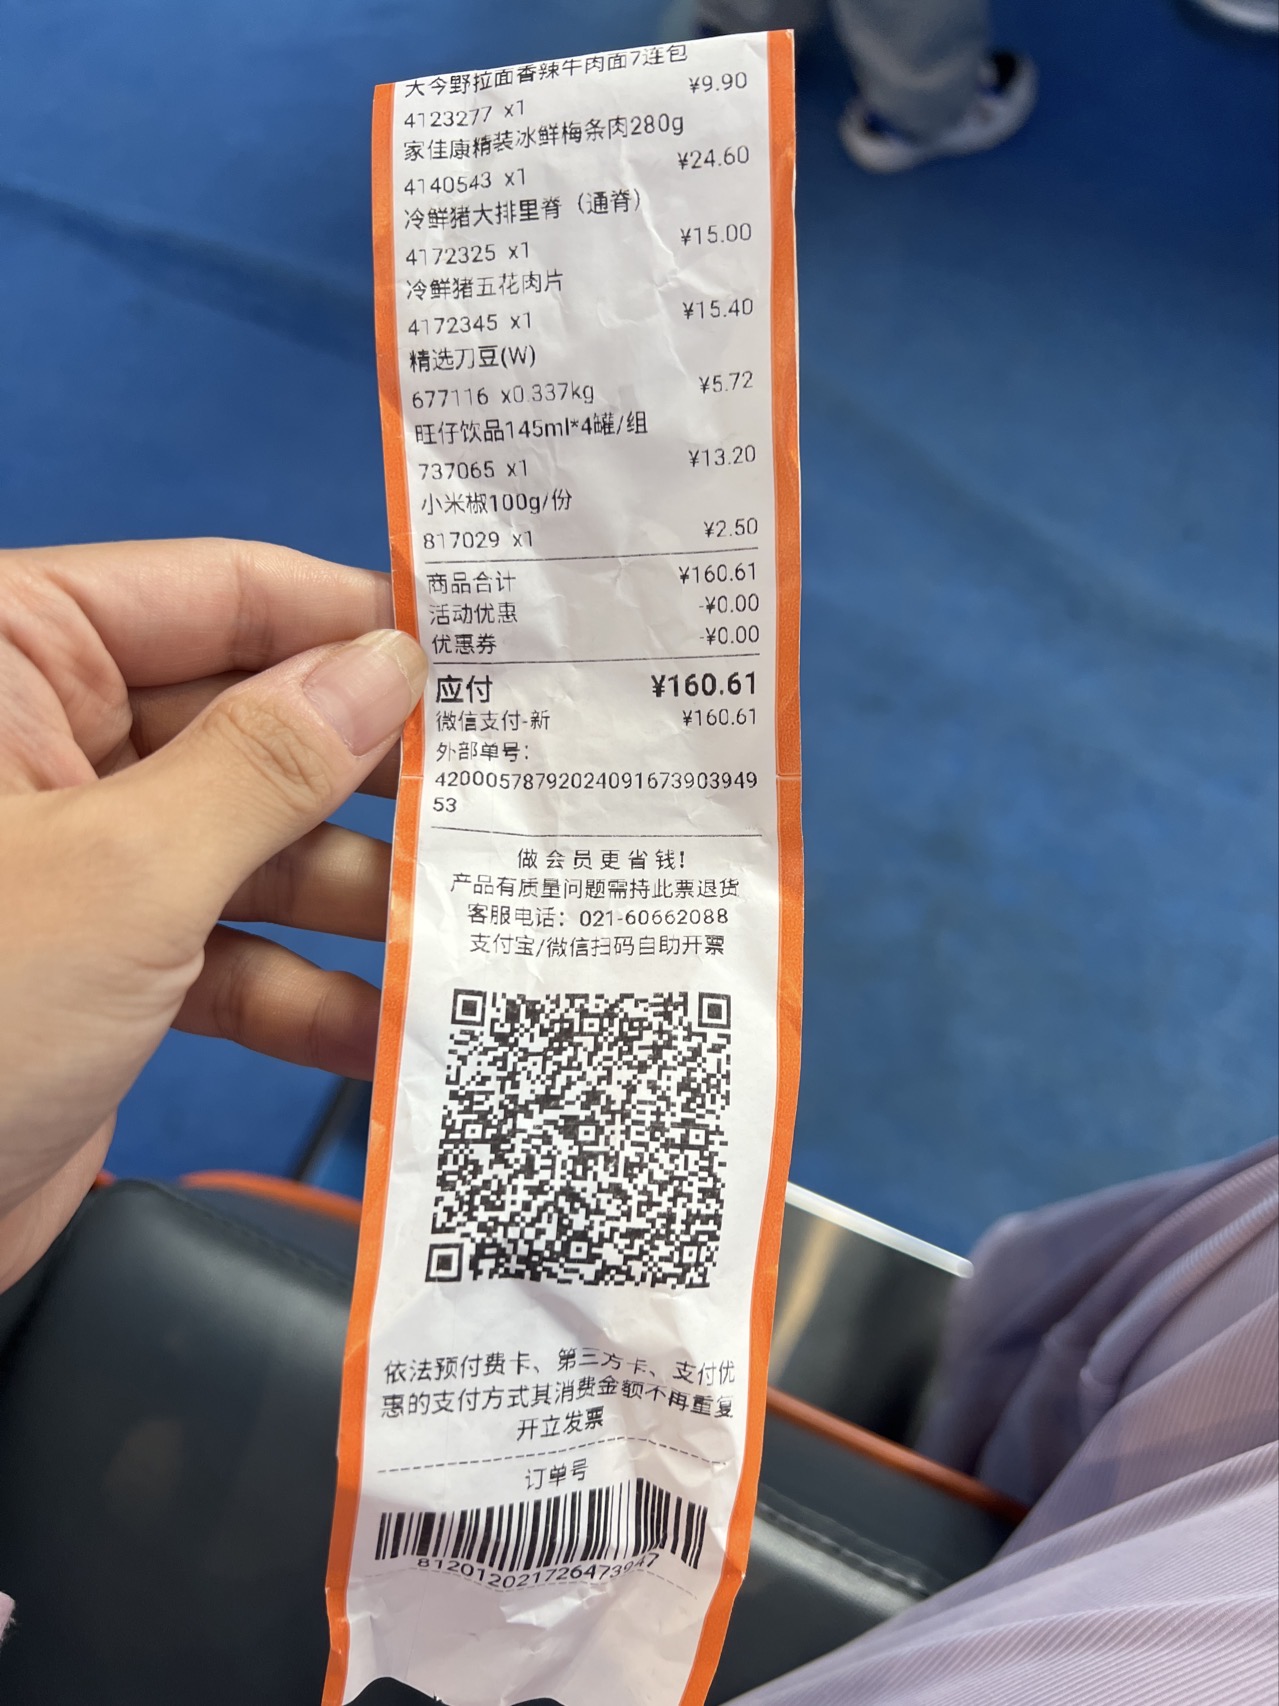 大今野拉面香辣牛肉面7连包
4123277 x1 ¥9.90
家佳康精装冰鲜梅条肉280g
4140543 x1 ¥24.60
冷鲜猪大排里脊（通脊）
4172325 x1 ¥15.00
冷鲜猪五花肉片
4172345 x1 ¥15.40
精选刀豆(W)
677116 x0.337kg ¥5.72
旺仔饮品145ml*4罐/组
737065 x1 ¥13.20
小米椒100g/份
817029 x1 ¥2.50
商品合计 ¥160.61
活动优惠 -¥0.00
优惠券 -¥0.00
应付 ¥160.61
微信支付-新 ¥160.61
外部单号：
42000578792024091673903949
53
做会员更省钱！
产品有质量问题需持此票退货
客服电话：021-60662088
支付宝/微信扫码自助开票
依法预付费卡、第三方卡、支付优
惠的支付方式其消费金额不再重复
开立发票
订单号
812012021726473947